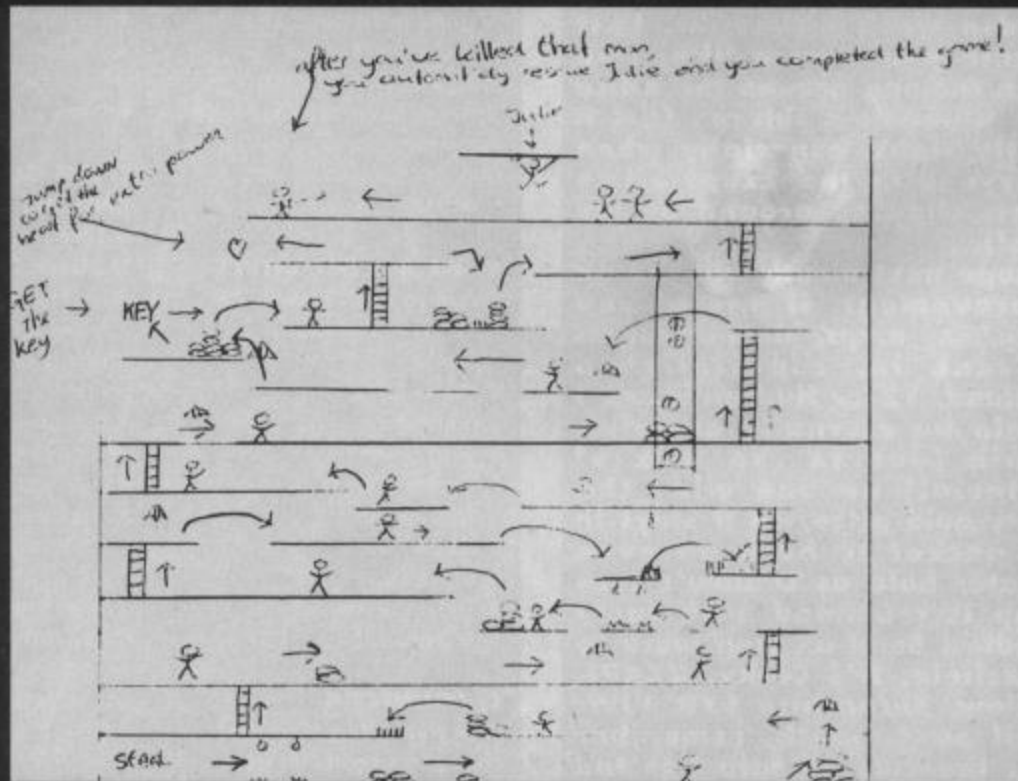 after you've killed that man,
you automaticly rescue Julie and you completed the game!
Julie
Jump down
collect the
heart for extra power
GET
the
key
KEY
START